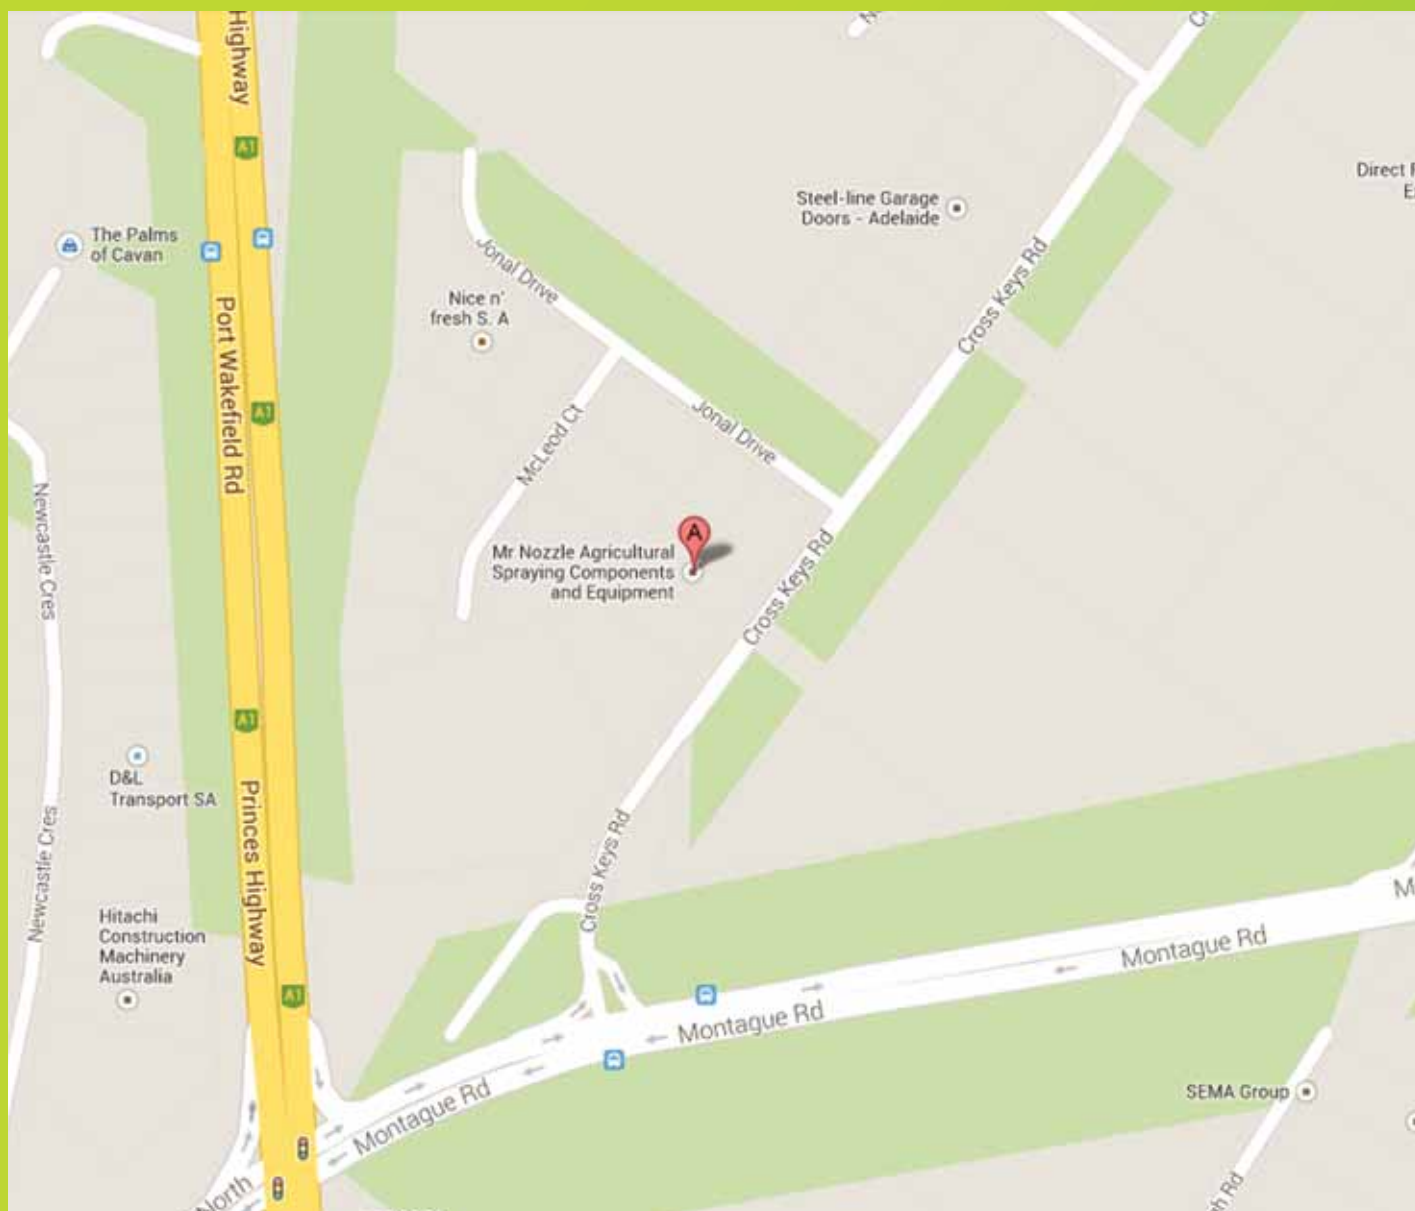 Highway
A1
Steel-line Garage
Doors - Adelaide
Direct
The Palms
of Cavan
Jonal Drive
Cross Keys Rd
Nice n'
fresh S. A
Port Wakefield Rd
A1
McLeod Ct
Jonal Drive
Newcastle Cres
A
Mr Nozzle Agricultural
Spraying Components
and Equipment
Cross Keys Rd
A1
D&L
Transport SA
Princes Highway
Newcastle Cres
Cross Keys Rd
Hitachi
Construction
Machinery
Australia
A1
Montague Rd
Montague Rd
SEMA Group
Montague Rd
North
Rd